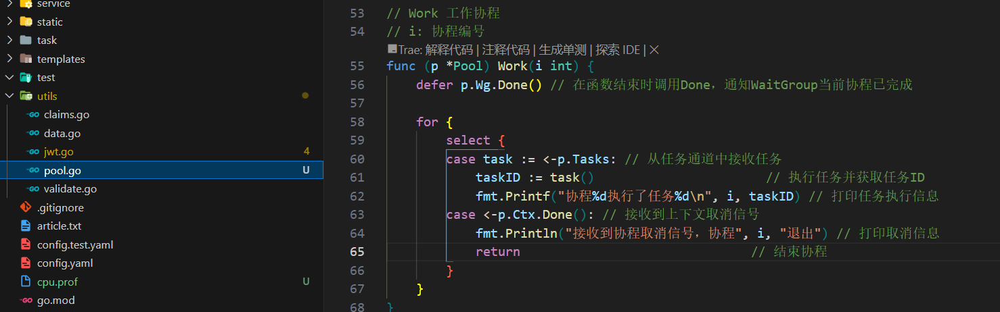 service
static
task
templates
test
utils
claims.go
data.go
jwt.go 4
pool.go U
validate.go
.gitignore
article.txt
config.test.yaml
config.yaml
cpu.prof U
go.mod
53 // Work 工作协程
54 // i: 协程编号
Trae: 解释代码 | 注释代码 | 生成单测 | 探索 IDE | ×
55 func (p *Pool) Work(i int) {
56 defer p.Wg.Done() // 在函数结束时调用Done，通知WaitGroup当前协程已完成
57
58 for {
59 select {
60 case task := <-p.Tasks: // 从任务通道中接收任务
61 taskID := task() // 执行任务并获取任务ID
62 fmt.Printf("协程%d执行了任务%d\n", i, taskID) // 打印任务执行信息
63 case <-p.Ctx.Done(): // 接收到上下文取消信号
64 fmt.Println("接收到协程取消信号，协程", i, "退出") // 打印取消信息
65 return // 结束协程
66 }
67 }
68 }